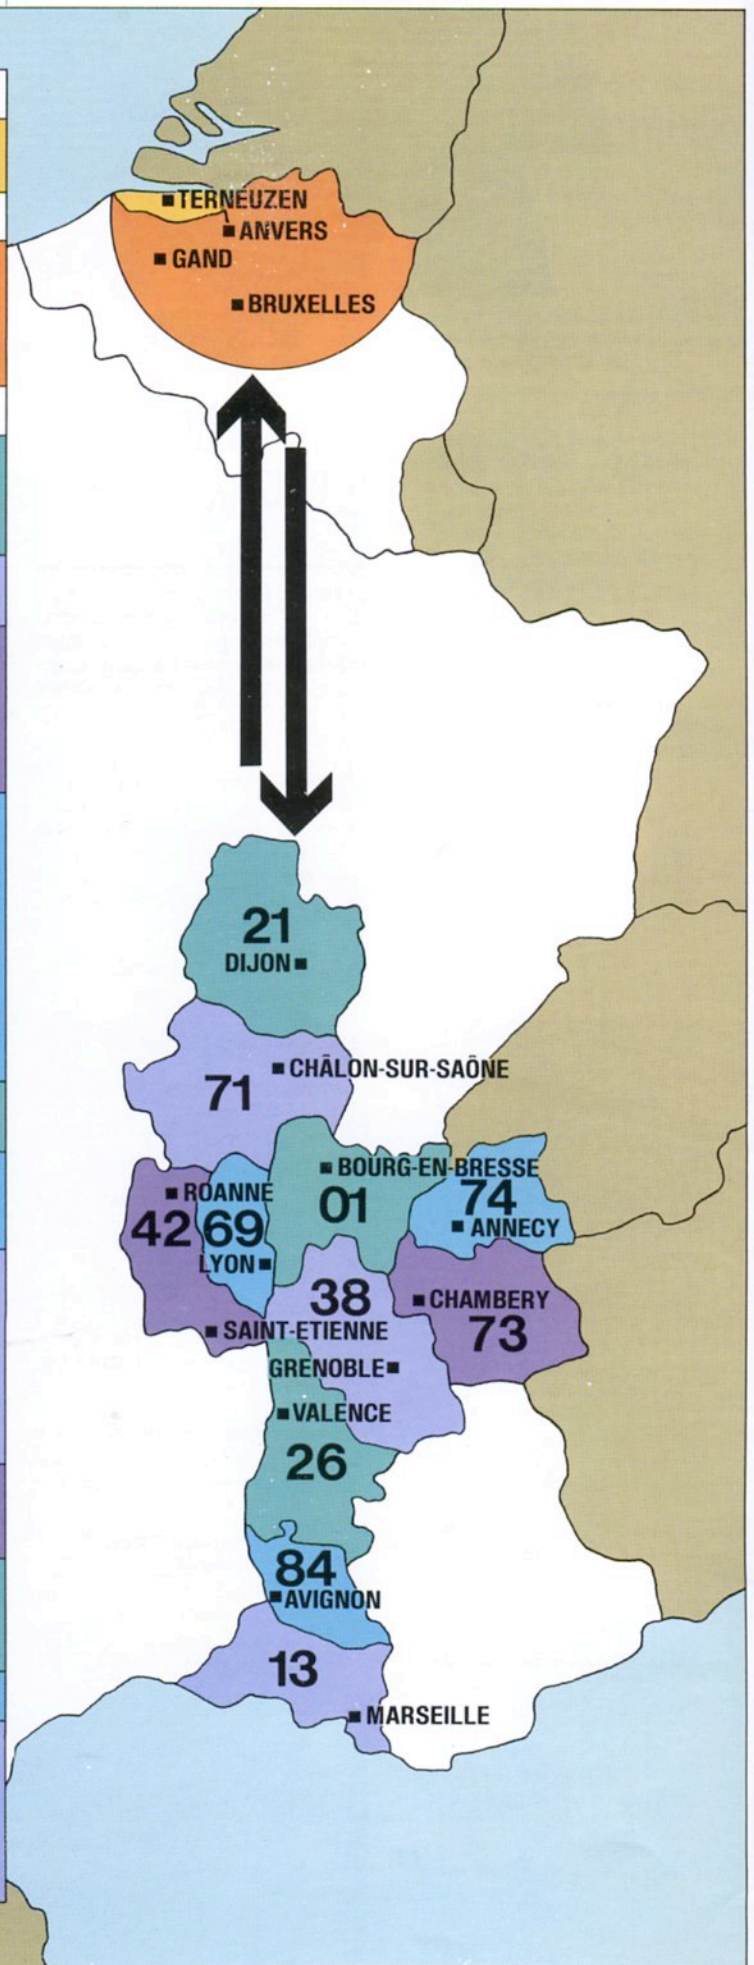 TERNEUZEN
ANVERS
GAND
BRUXELLES
21
DIJON
CHÂLON-SUR-SAÔNE
71
BOURG-EN-BRESSE
ROANNE
01
74
42
69
ANNECY
LYON
38
CHAMBERY
SAINT-ETIENNE
73
GRENOBLE
VALENCE
26
84
AVIGNON
13
MARSEILLE